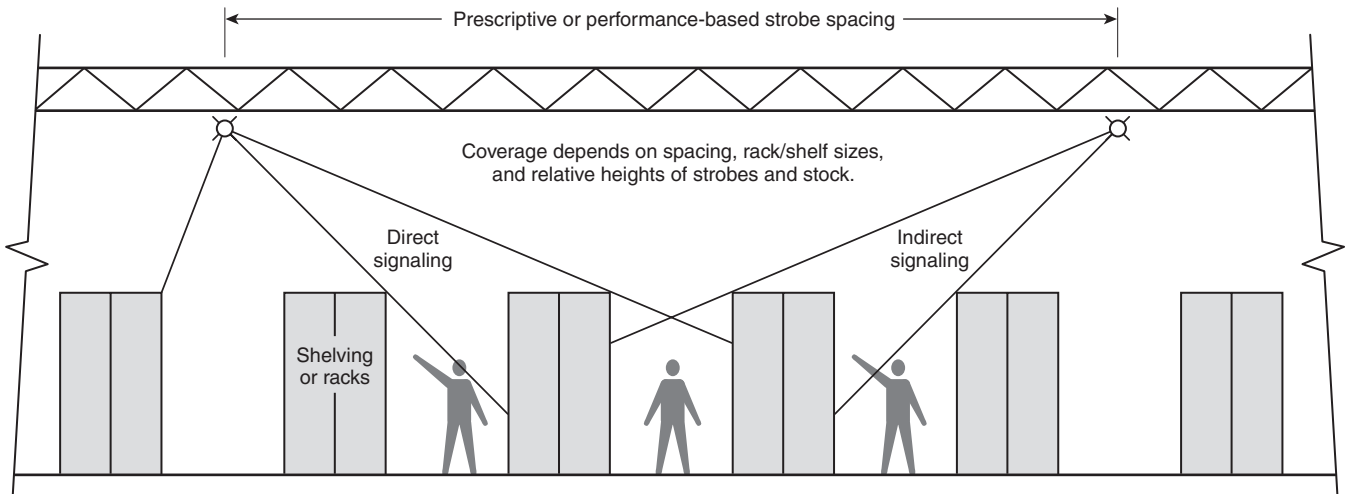 Prescriptive or performance-based strobe spacing
Coverage depends on spacing, rack/shelf sizes,
and relative heights of strobes and stock.
Direct
signaling
Indirect
signaling
Shelving
or racks